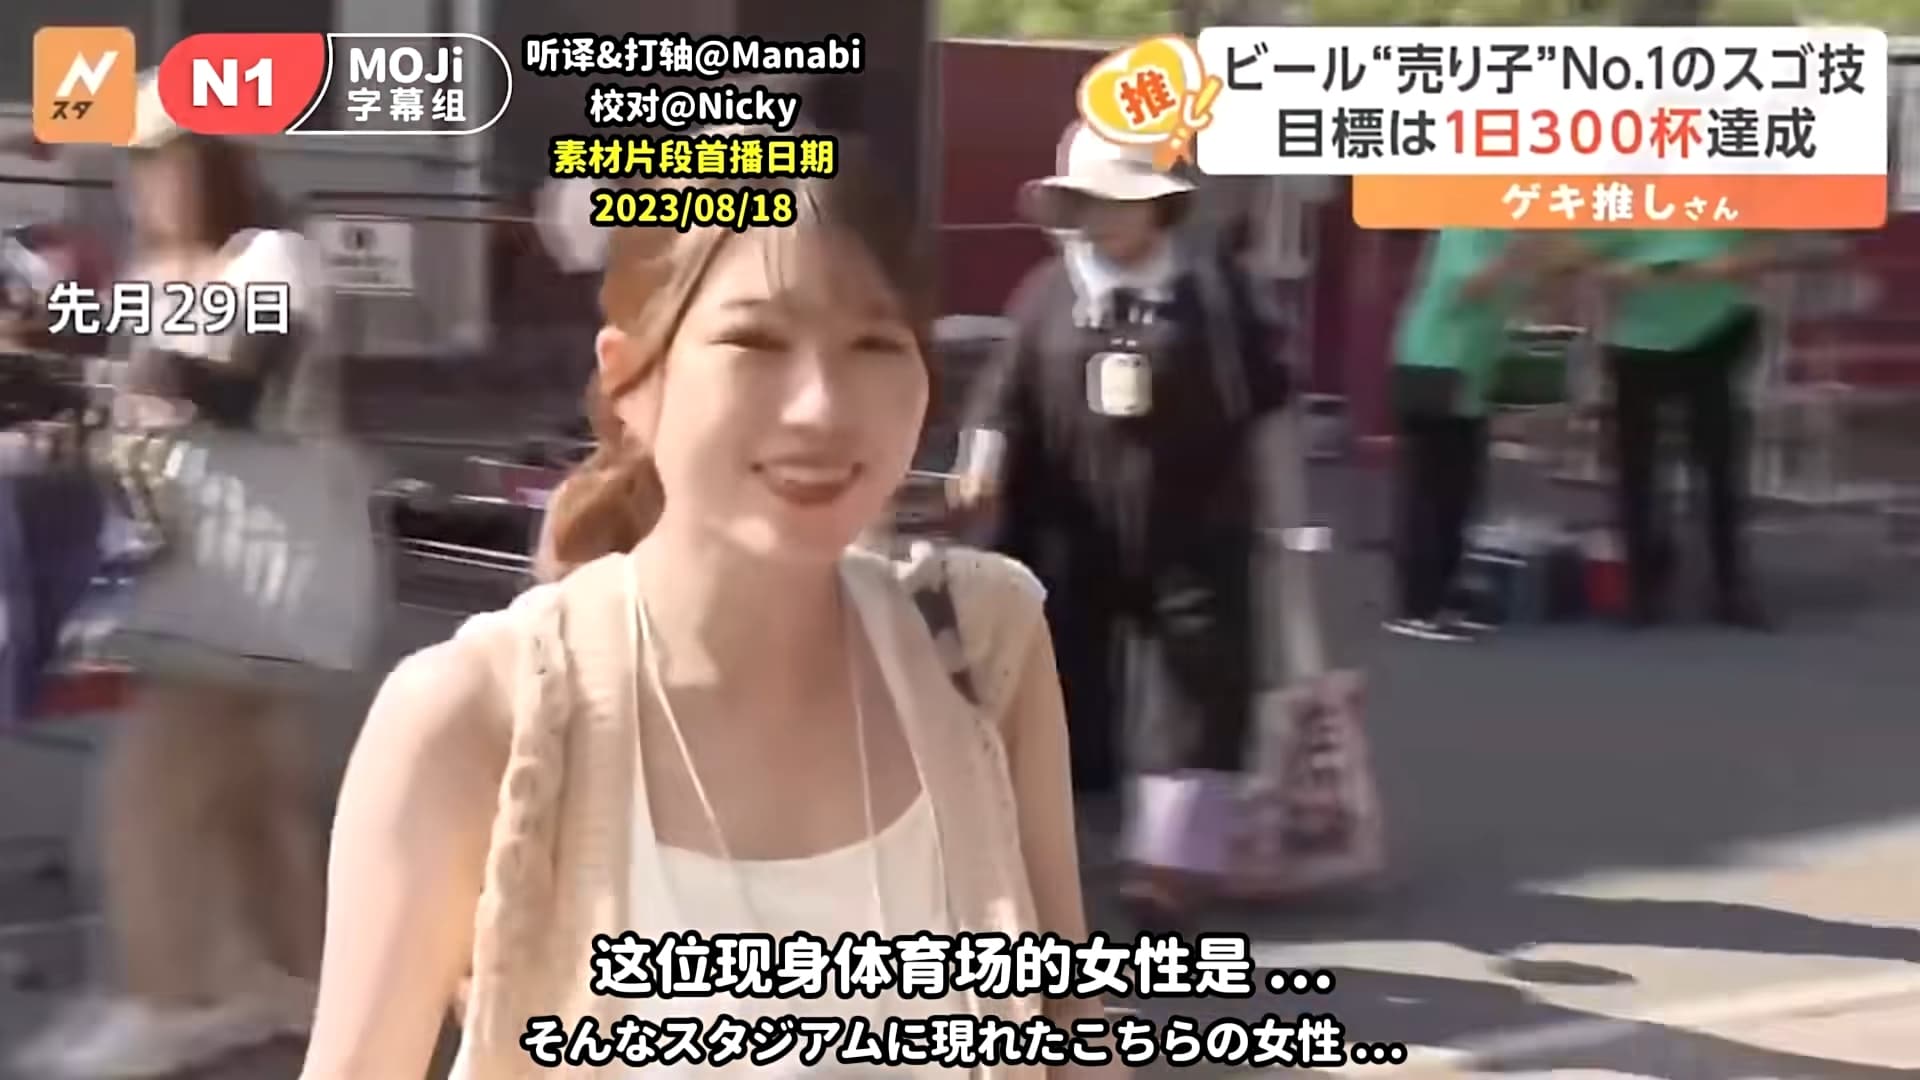 N
スタ
N1
MOJi
字幕组
听译&打轴@Manabi
校对@Nicky
素材片段首播日期
2023/08/18
推し
ビール“売り子”No.1のスゴ技
目標は1日300杯達成
ゲキ推しさん
先月29日
这位现身体育场的女性是...
そんなスタジアムに現れたこちらの女性...